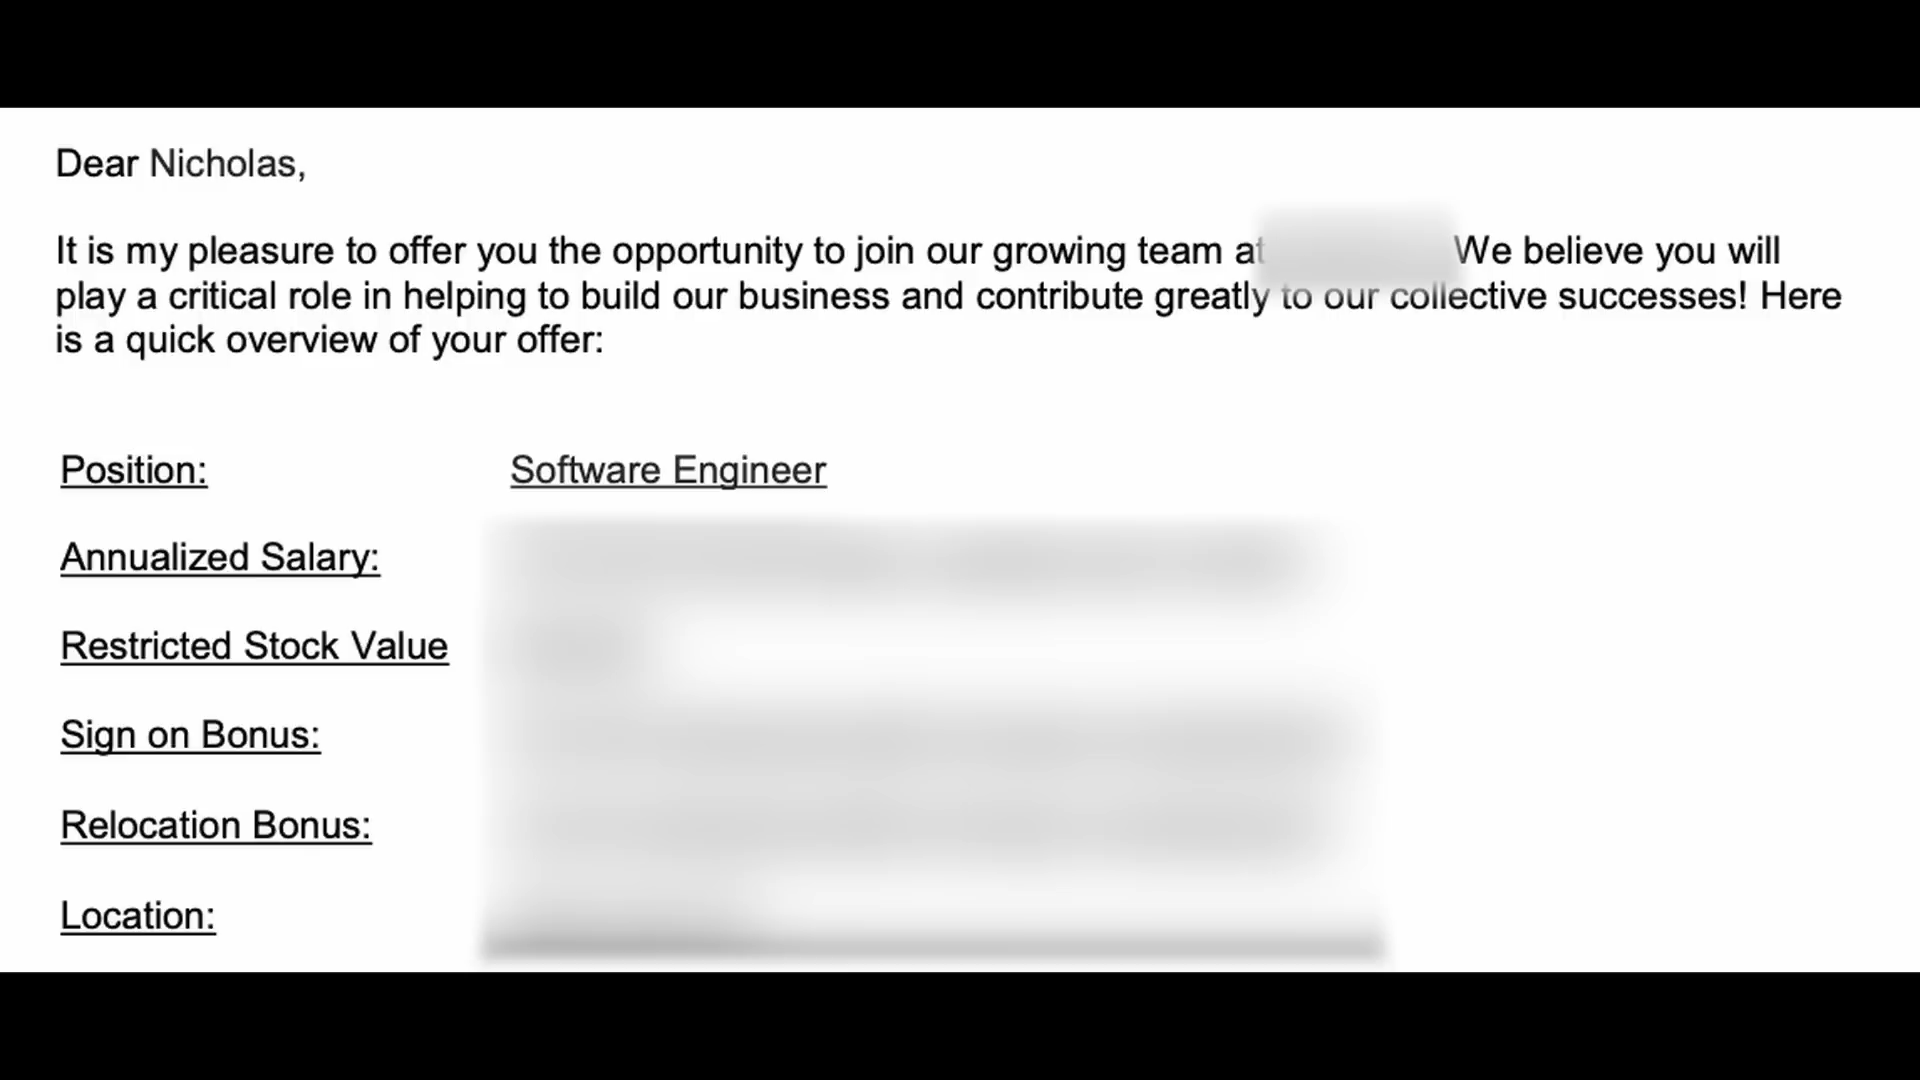 Dear Nicholas,
It is my pleasure to offer you the opportunity to join our growing team at We believe you will
play a critical role in helping to build our business and contribute greatly to our collective successes! Here
is a quick overview of your offer:
Position: Software Engineer
Annualized Salary:
Restricted Stock Value
Sign on Bonus:
Relocation Bonus:
Location: